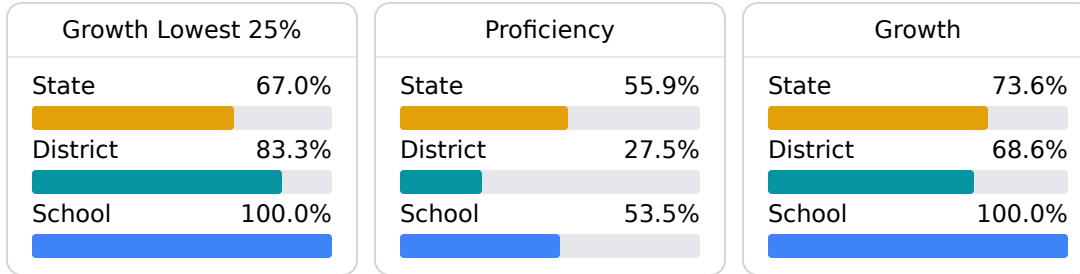 Growth Lowest 25%
State 67.0%
District 83.3%
School 100.0%
Proficiency
State 55.9%
District 27.5%
School 53.5%
Growth
State 73.6%
District 68.6%
School 100.0%